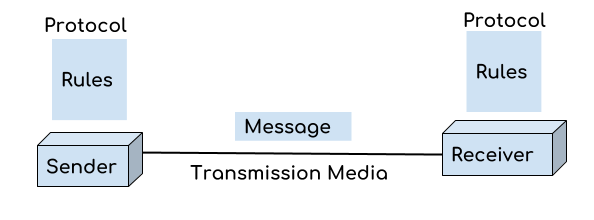 Protocol
Rules
Sender
Message
Transmission Media
Protocol
Rules
Receiver